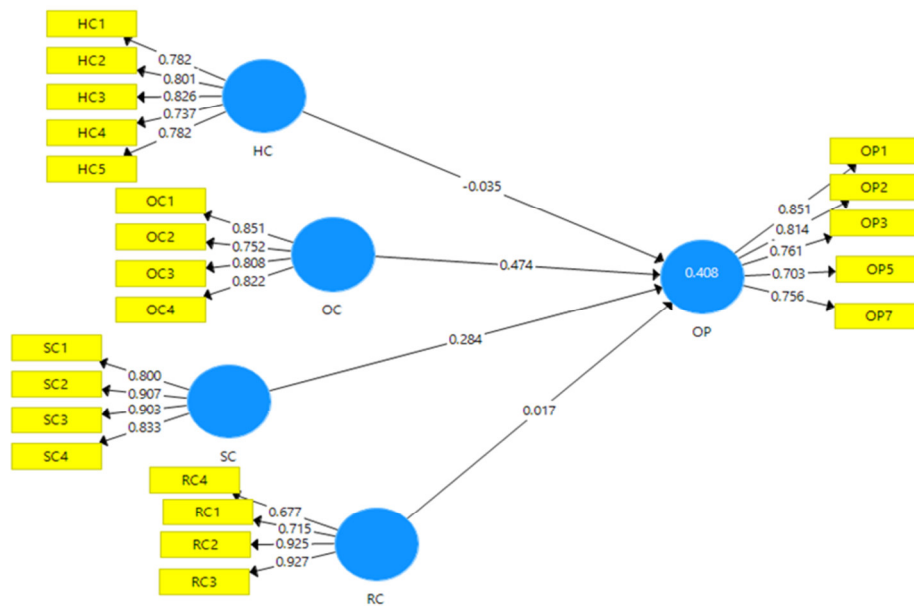 HC1
HC2
HC3
HC4
HC5
0.782
0.801
0.826
0.737
0.782
HC
-0.035
OC1
OC2
OC3
OC4
0.851
0.752
0.808
0.822
OC
0.474
SC1
SC2
SC3
SC4
0.800
0.907
0.903
0.833
SC
0.284
RC4
RC1
RC2
RC3
0.677
0.715
0.925
0.927
RC
0.017
0.408
OP
0.851
0.814
0.761
0.703
0.756
OP1
OP2
OP3
OP5
OP7